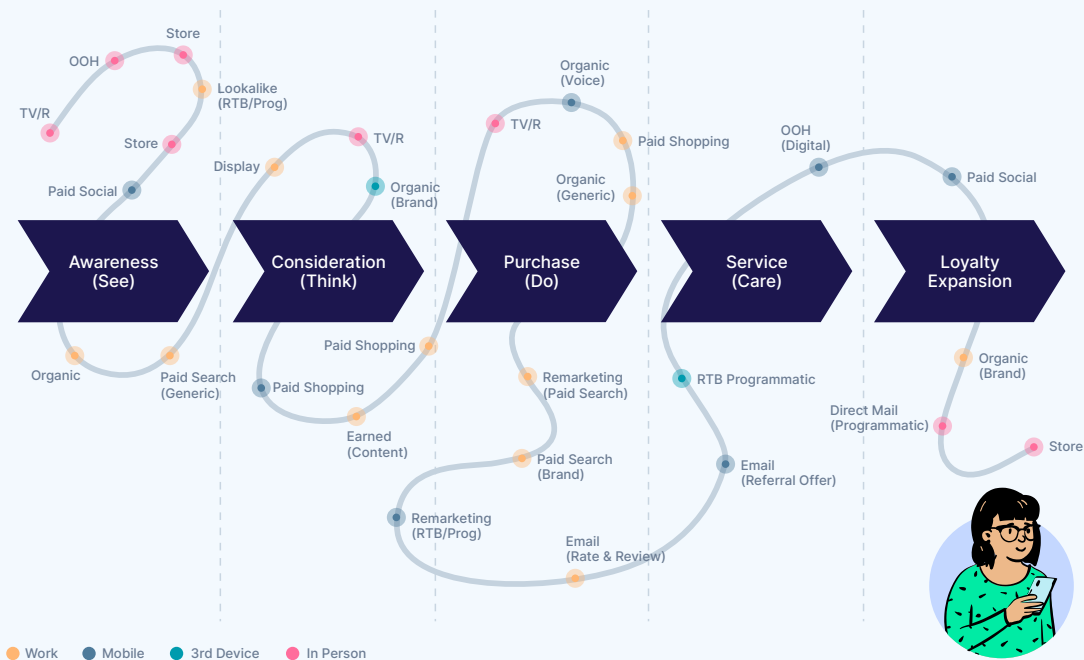 Store
OOH
Lookalike
(RTB/Prog)
TV/R
Store
Paid Social
Display
TV/R
Organic
(Brand)
Organic
(Voice)
TV/R
Paid Shopping
Organic
(Generic)
OOH
(Digital)
Paid Social
Awareness
(See)
Consideration
(Think)
Purchase
(Do)
Service
(Care)
Loyalty
Expansion
Organic
Paid Search
(Generic)
Paid Shopping
Paid Shopping
Earned
(Content)
Remarketing
(Paid Search)
Paid Search
(Brand)
Remarketing
(RTB/Prog)
Email
(Rate & Review)
RTB Programmatic
Email
(Referral Offer)
Organic
(Brand)
Direct Mail
(Programmatic)
Store
Work
Mobile
3rd Device
In Person